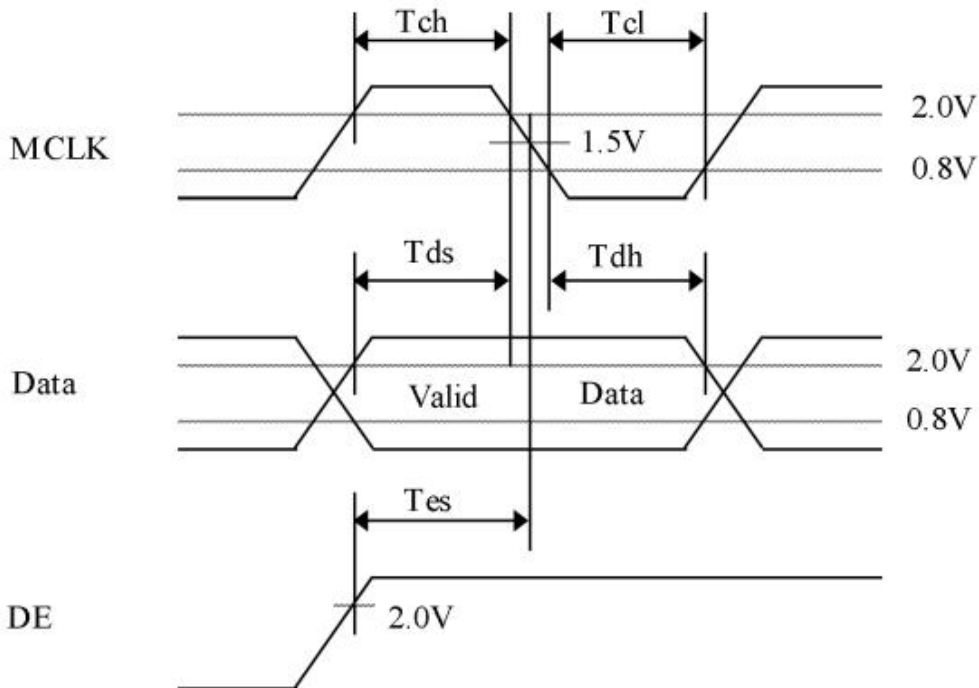 Tch
Tcl
2.0V
MCLK
1.5V
0.8V
Tds
Tdh
2.0V
Data
Valid
Data
0.8V
Tes
DE
2.0V